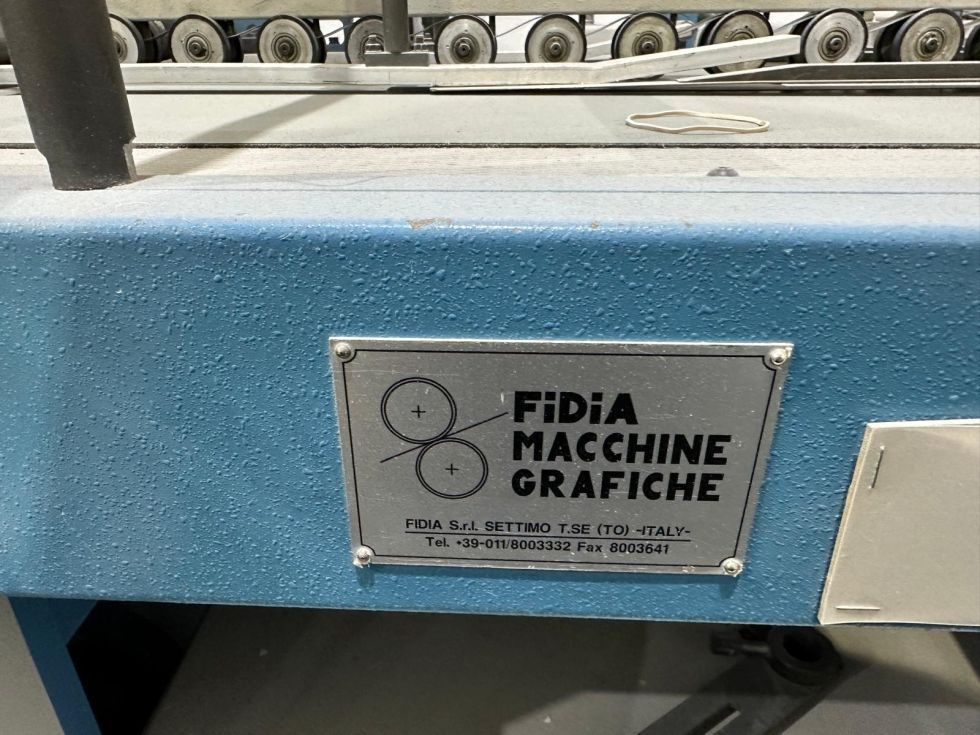 FiDiA
MACCHINE
GRAFICHE
FIDIA S.r.l. SETTIMO T.SE (TO) -ITALY-
Tel. +39-011/8003332 Fax 8003641